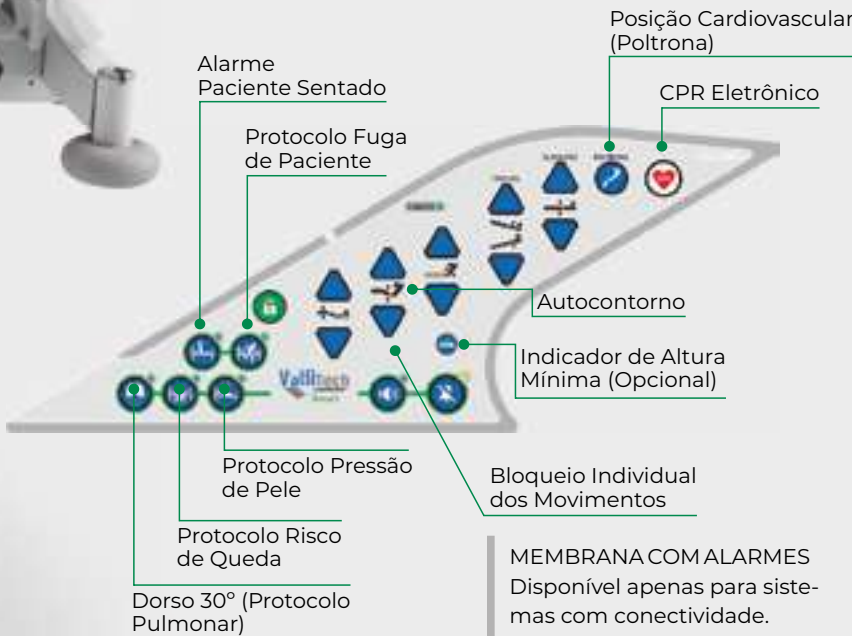 Posição Cardiovascular
(Poltrona)
Alarme
Paciente Sentado
CPR Eletrônico
Protocolo Fuga
de Paciente
Autocontorno
Indicador de Altura
Mínima (Opcional)
Protocolo Pressão
de Pele
Bloqueio Individual
dos Movimentos
Protocolo Risco
de Queda
Dorso 30º (Protocolo
Pulmonar)
MEMBRANA COM ALARMES
Disponível apenas para siste-
mas com conectividade.